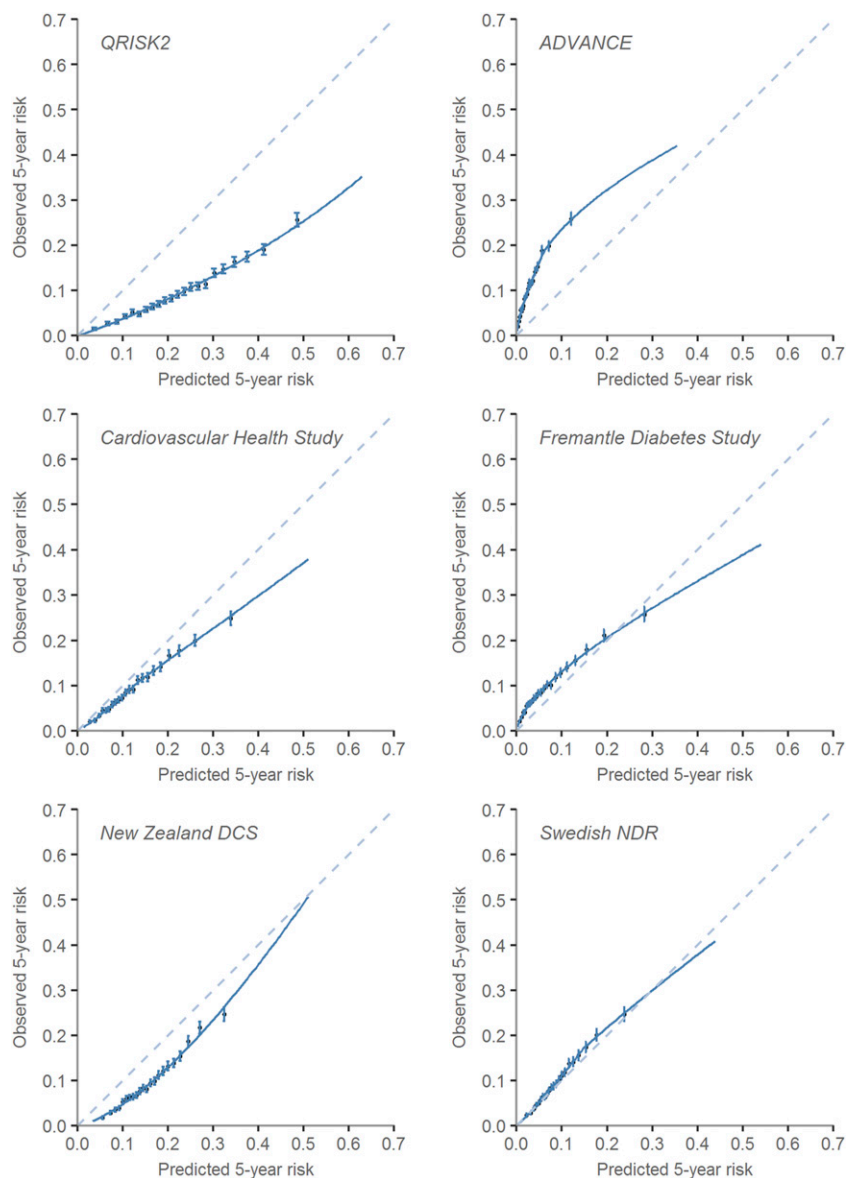 QRISK2
Observed 5-year risk
0.7
0.6
0.5
0.4
0.3
0.2
0.1
0.0
0.0 0.1 0.2 0.3 0.4 0.5 0.6 0.7
Predicted 5-year risk
ADVANCE
Observed 5-year risk
0.7
0.6
0.5
0.4
0.3
0.2
0.1
0.0
0.0 0.1 0.2 0.3 0.4 0.5 0.6 0.7
Predicted 5-year risk
Cardiovascular Health Study
Observed 5-year risk
0.7
0.6
0.5
0.4
0.3
0.2
0.1
0.0
0.0 0.1 0.2 0.3 0.4 0.5 0.6 0.7
Predicted 5-year risk
Fremantle Diabetes Study
Observed 5-year risk
0.7
0.6
0.5
0.4
0.3
0.2
0.1
0.0
0.0 0.1 0.2 0.3 0.4 0.5 0.6 0.7
Predicted 5-year risk
New Zealand DCS
Observed 5-year risk
0.7
0.6
0.5
0.4
0.3
0.2
0.1
0.0
0.0 0.1 0.2 0.3 0.4 0.5 0.6 0.7
Predicted 5-year risk
Swedish NDR
Observed 5-year risk
0.7
0.6
0.5
0.4
0.3
0.2
0.1
0.0
0.0 0.1 0.2 0.3 0.4 0.5 0.6 0.7
Predicted 5-year risk